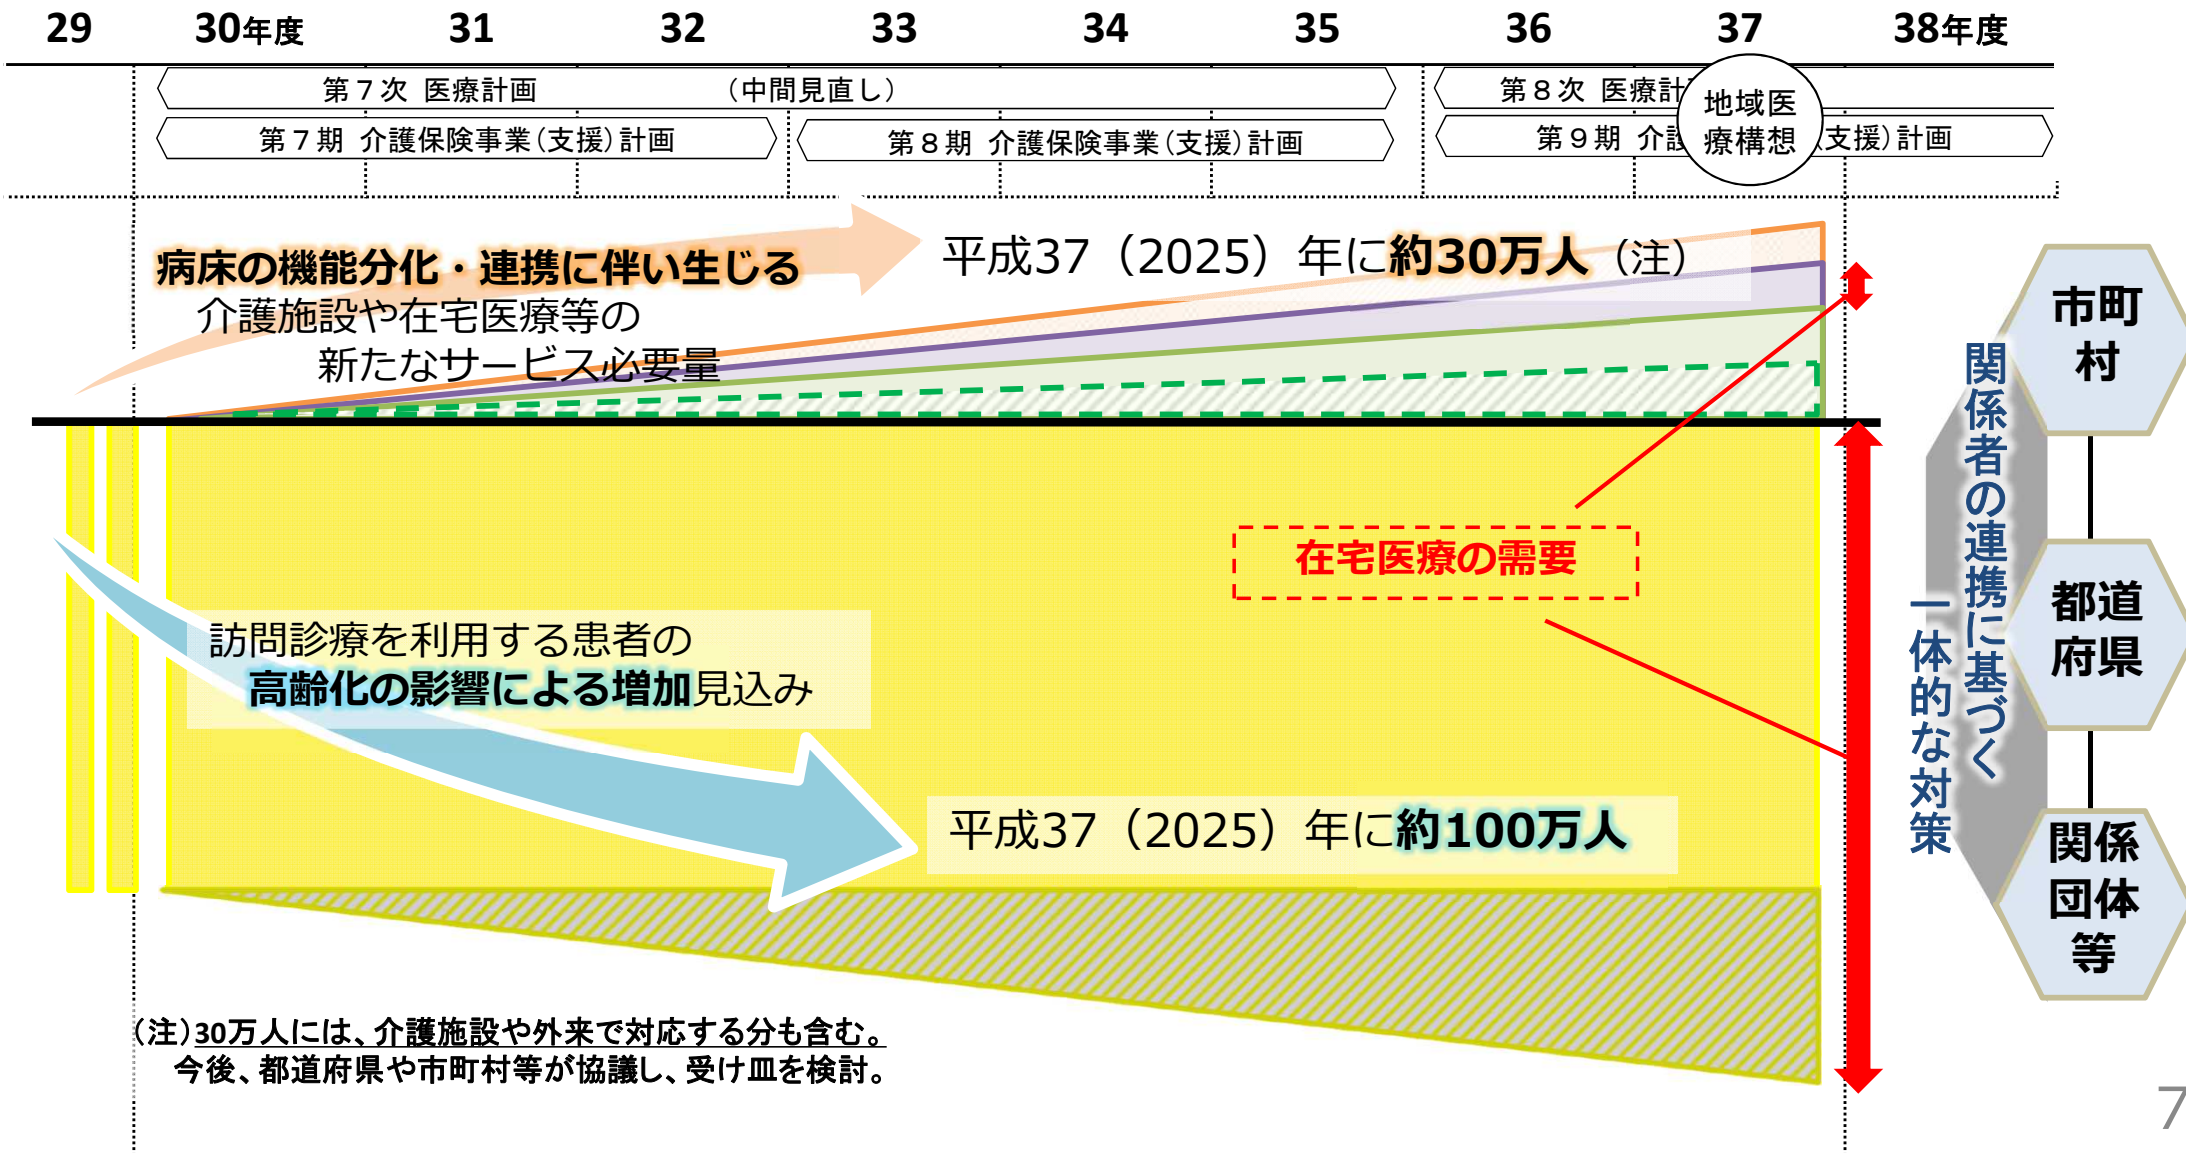 29 30年度 31 32 33 34 35 36 37 38年度
第７次 医療計画 （中間見直し）
第８次 医療計
第７期 介護保険事業（支援）計画
第８期 介護保険事業（支援）計画
第９期 介護
支援）計画
地域医
療構想
病床の機能分化・連携に伴い生じる
介護施設や在宅医療等の
新たなサービス必要量
平成37（2025）年に約30万人（注）
在宅医療の需要
訪問診療を利用する患者の
高齢化の影響による増加見込み
平成37（2025）年に約100万人
関係者の連携に基づく
一体的な対策
市町
村
都道
府県
関係
団体
等
（注）30万人には、介護施設や外来で対応する分も含む。
今後、都道府県や市町村等が協議し、受け皿を検討。
7